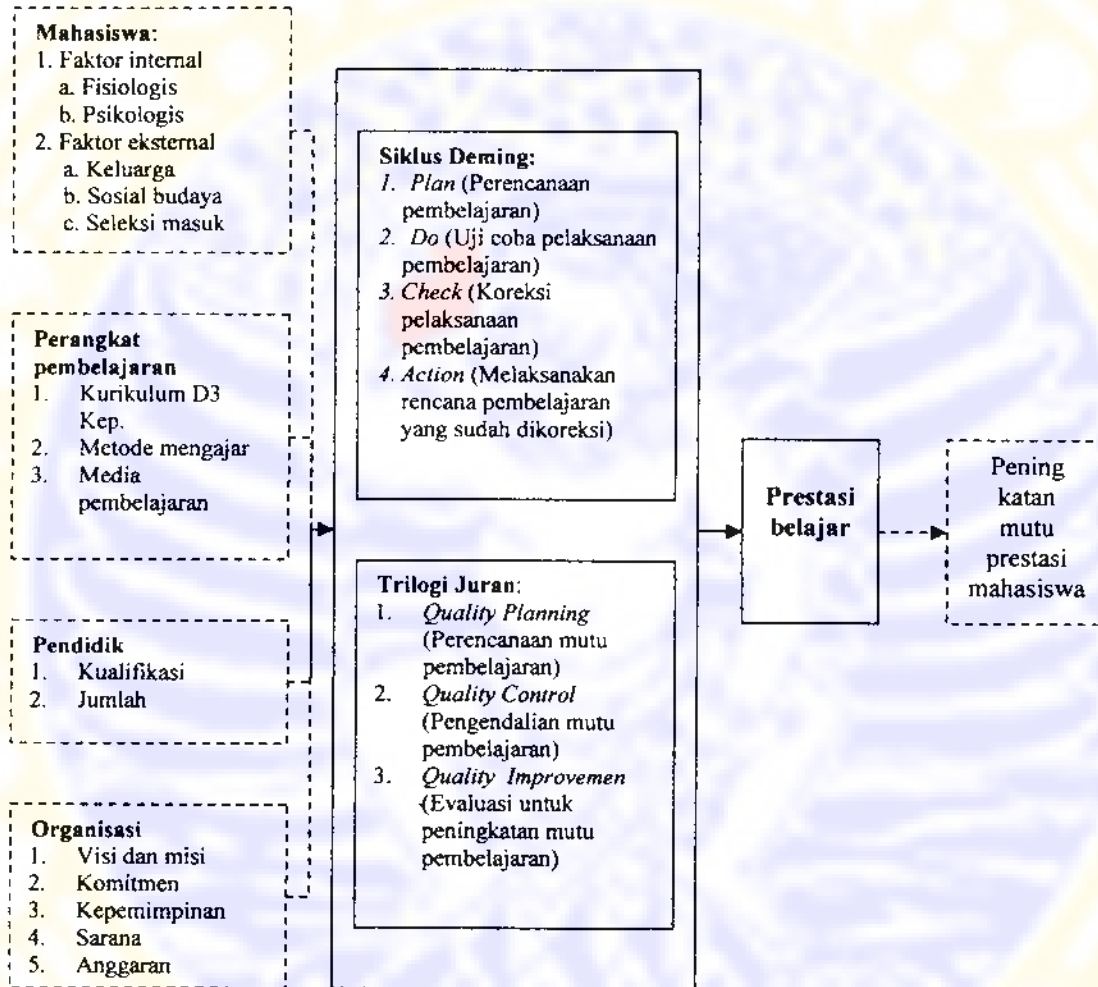 Mahasiswa:
1. Faktor internal
a. Fisiologis
b. Psikologis
2. Faktor eksternal
a. Keluarga
b. Sosial budaya
c. Seleksi masuk
Perangkat
pembelajaran
1. Kurikulum D3
Kep.
2. Metode mengajar
3. Media
pembelajaran
Pendidik
1. Kualifikasi
2. Jumlah
Organisasi
1. Visi dan misi
2. Komitmen
3. Kepemimpinan
4. Sarana
5. Anggaran
Siklus Deming:
1. Plan (Perencanaan
pembelajaran)
2. Do (Uji coba pelaksanaan
pembelajaran)
3. Check (Koreksi
pelaksanaan
pembelajaran)
4. Action (Melaksanakan
rencana pembelajaran
yang sudah dikoreksi)
Trilogi Juran:
1. Quality Planning
(Perencanaan mutu
pembelajaran)
2. Quality Control
(Pengendalian mutu
pembelajaran)
3. Quality Improvemen
(Evaluasi untuk
peningkatan mutu
pembelajaran)
Prestasi
belajar
Pening
katan
mutu
prestasi
mahasiswa